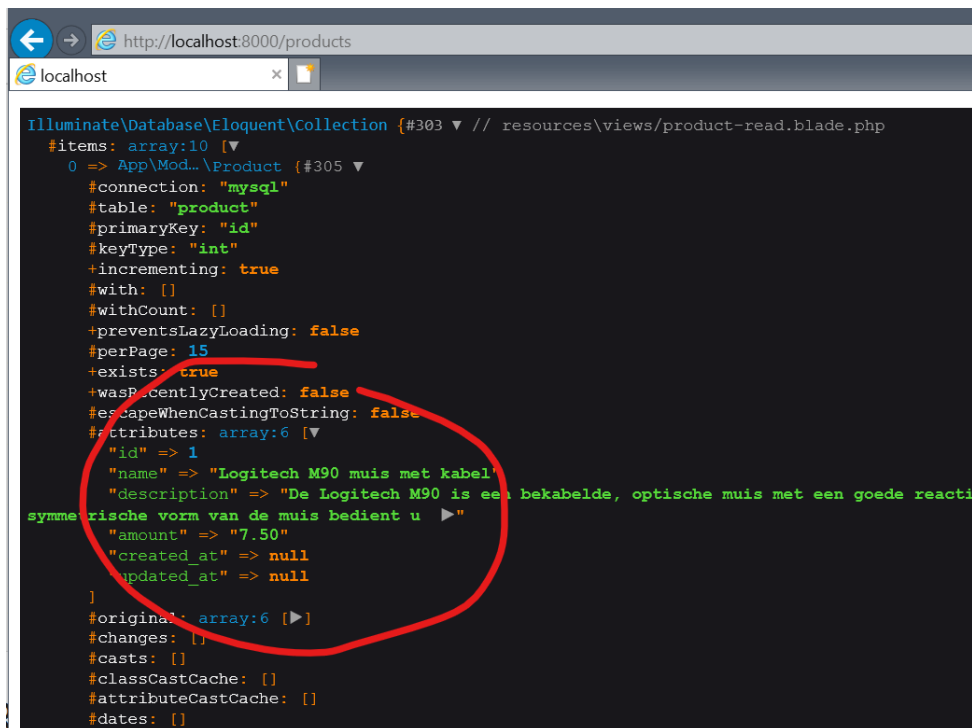 http://localhost:8000/products
localhost
Illuminate\Database\Eloquent\Collection {#303 ▼ // resources\views/product-read.blade.php
#items: array:10 [▼
0 => App\Mod…\Product {#305 ▼
#connection: "mysql"
#table: "product"
#primaryKey: "id"
#keyType: "int"
+incrementing: true
#with: []
#withCount: []
+preventsLazyLoading: false
#perPage: 15
+exists: true
+wasRecentlyCreated: false
#escapeWhenCastingToString: false
#attributes: array:6 [▼
"id" => 1
"name" => "Logitech M90 muis met kabel"
"description" => "De Logitech M90 is een bekabelde, optische muis met een goede reacti
symmetrische vorm van de muis bedient u ▶"
"amount" => "7.50"
"created_at" => null
"updated_at" => null
]
#original: array:6 [▶]
#changes: []
#casts: []
#classCastCache: []
#attributeCastCache: []
#dates: []